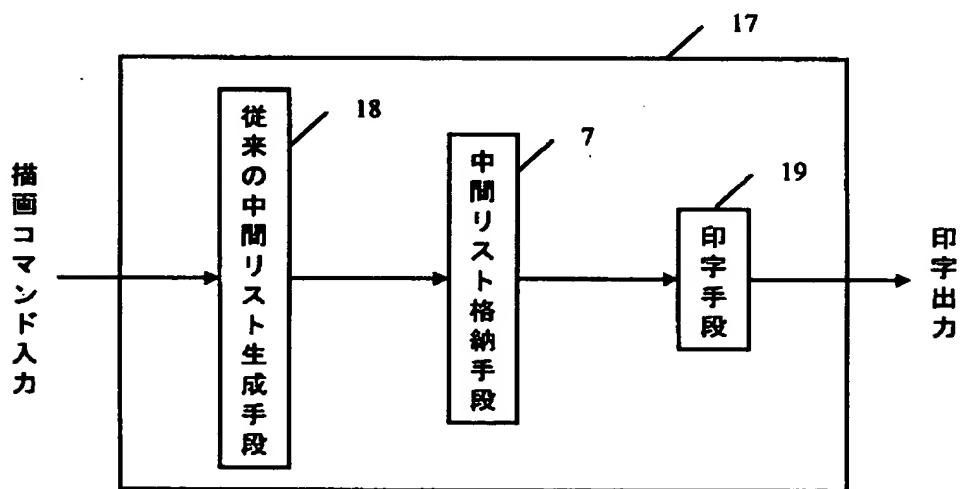 17
18
従来の中間リスト生成手段
7
中間リスト格納手段
19
印字手段
描画コマンド入力
印字出力